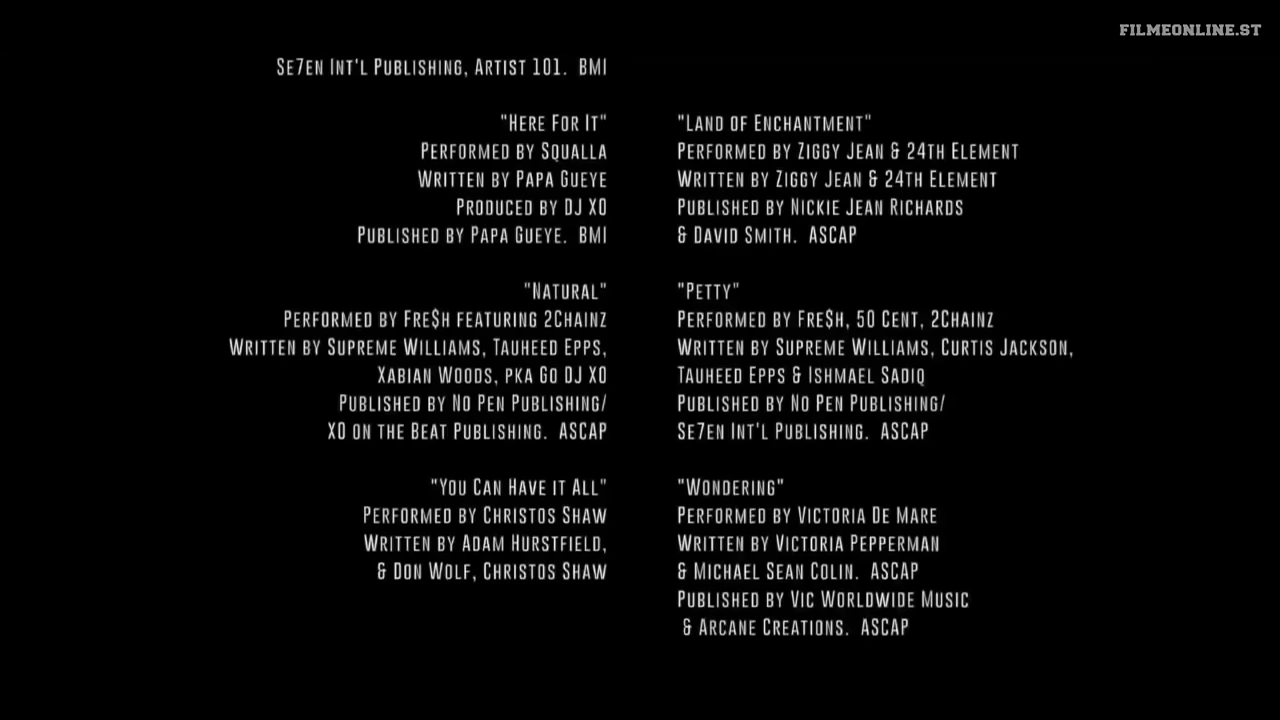 FILMEONLINE.ST
SE7EN INT'L PUBLISHING, ARTIST 101. BMI
"HERE FOR IT"
PERFORMED BY SQUALLA
WRITTEN BY PAPA GUEYE
PRODUCED BY DJ XO
PUBLISHED BY PAPA GUEYE. BMI
"NATURAL"
PERFORMED BY FRE$H FEATURING 2CHAINZ
WRITTEN BY SUPREME WILLIAMS, TAUHEED EPPS,
XABIAN WOODS, PKA GO DJ XO
PUBLISHED BY NO PEN PUBLISHING/
XO ON THE BEAT PUBLISHING. ASCAP
"YOU CAN HAVE IT ALL"
PERFORMED BY CHRISTOS SHAW
WRITTEN BY ADAM HURSTFIELD,
& DON WOLF, CHRISTOS SHAW
"LAND OF ENCHANTMENT"
PERFORMED BY ZIGGY JEAN & 24TH ELEMENT
WRITTEN BY ZIGGY JEAN & 24TH ELEMENT
PUBLISHED BY NICKIE JEAN RICHARDS
& DAVID SMITH. ASCAP
"PETTY"
PERFORMED BY FRE$H, 50 CENT, 2CHAINZ
WRITTEN BY SUPREME WILLIAMS, CURTIS JACKSON,
TAUHEED EPPS & ISHMAEL SADIQ
PUBLISHED BY NO PEN PUBLISHING/
SE7EN INT'L PUBLISHING. ASCAP
"WONDERING"
PERFORMED BY VICTORIA DE MARE
WRITTEN BY VICTORIA PEPPERMAN
& MICHAEL SEAN COLIN. ASCAP
PUBLISHED BY VIC WORLDWIDE MUSIC
& ARCANE CREATIONS. ASCAP